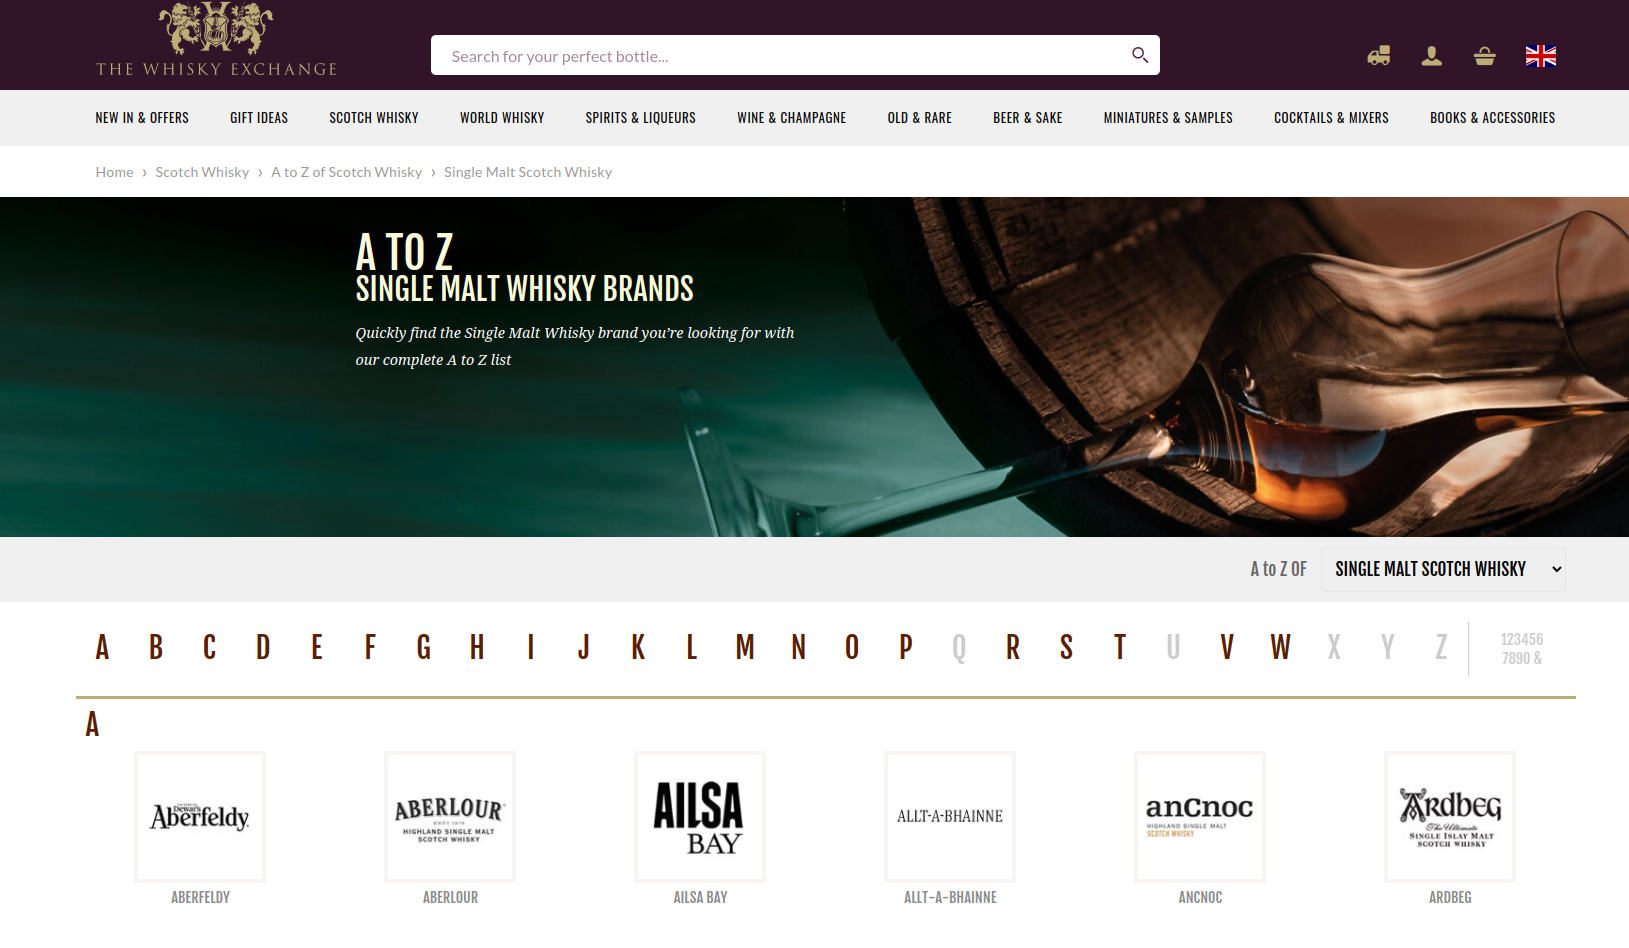 THE WHISKY EXCHANGE
Search for your perfect bottle...
NEW IN & OFFERS GIFT IDEAS SCOTCH WHISKY WORLD WHISKY SPIRITS & LIQUEURS WINE & CHAMPAGNE OLD & RARE BEER & SAKE MINIATURES & SAMPLES COCKTAILS & MIXERS BOOKS & ACCESSORIES
Home › Scotch Whisky › A to Z of Scotch Whisky › Single Malt Scotch Whisky
A TO Z
SINGLE MALT WHISKY BRANDS
Quickly find the Single Malt Whisky brand you're looking for with
our complete A to Z list
A to Z OF SINGLE MALT SCOTCH WHISKY
A B C D E F G H I J K L M N O P Q R S T U V W X Y Z 123456
7890 &
A
Dewar's
Aberfeldy
ABERLOUR
HIGHLAND SINGLE MALT
SCOTCH WHISKY
AILSA
BAY
ALLT-A-BHAINNE
anCnoc
HIGHLAND SINGLE MALT
SCOTCH WHISKY
ARdbeg
The Ultimate
SINGLE ISLAY MALT
SCOTCH WHISKY
ABERFELDY ABERLOUR AILSA BAY ALLT-A-BHAINNE ANCNOC ARDBEG